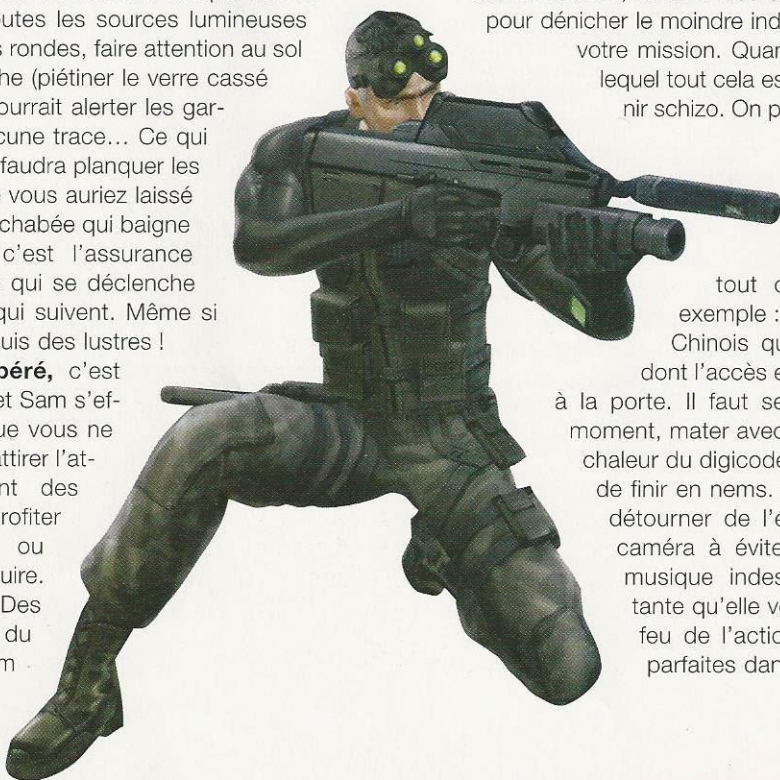 outes les sources lumineuses
s rondes, faire attention au sol
he (piétiner le verre cassé
ourrait alerter les gar-
cune trace... Ce qui
faudra planquer les
vous auriez laissé
chabée qui baigne
c'est l'assurance
qui se déclenche
qui suivent. Même si
uis des lustres !
péré, c'est
et Sam s'ef-
ue vous ne
attirer l'at-
nt des
rofiter
ou
uire.
Des
du
m
pour dénicher le moindre ind
votre mission. Quan
lequel tout cela es
nir schizo. On p
tout c
exemple :
Chinois qu
dont l'accès e
à la porte. Il faut se
moment, mater avec
chaleur du digicode
de finir en nems.
détourner de l'é
caméra à évite
musique indes
tante qu'elle v
feu de l'actio
parfaites dan